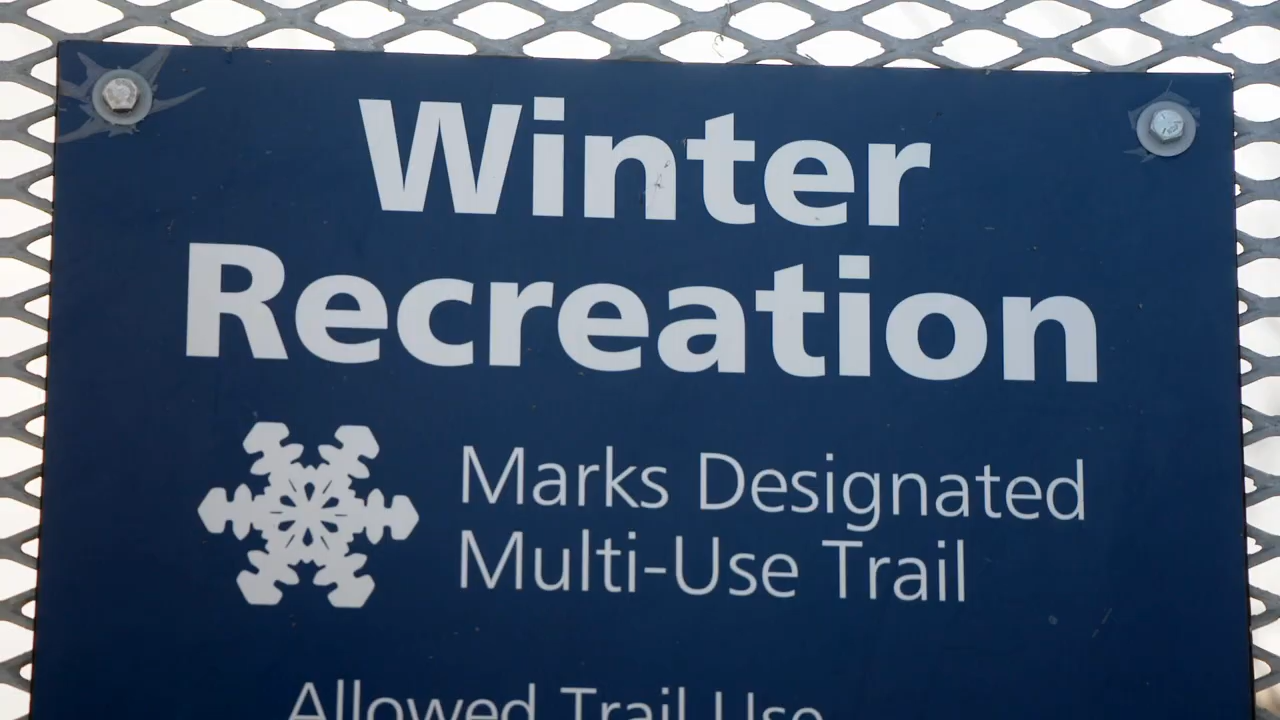 Winter
Recreation
Marks Designated
Multi-Use Trail
Allowed Trail Use